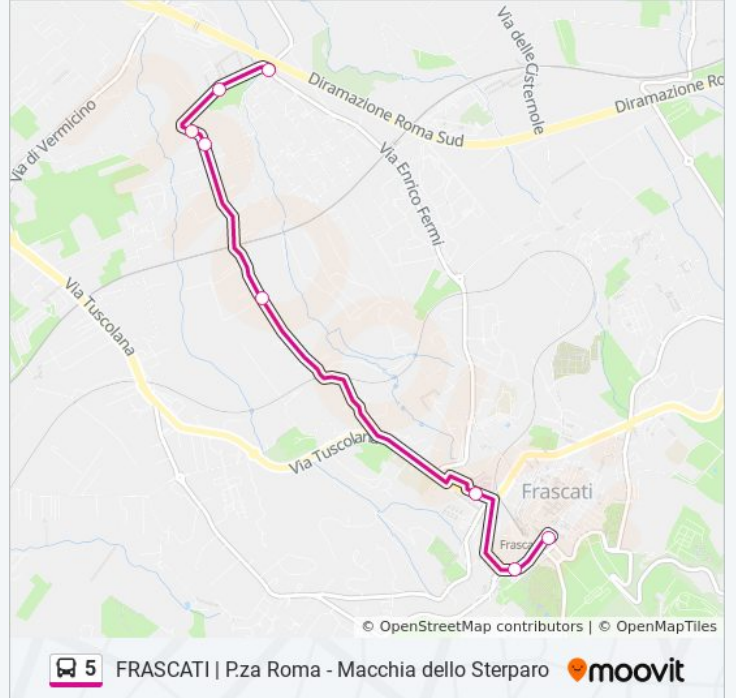 Via delle Cisternole
Diramazione Roma Sud
Diramazione Ro
Via di Vermicino
Via Enrico Fermi
Via Tuscolana
Via Tuscolan
Frascati
Frasca
© OpenStreetMap contributors | © OpenMapTiles
5 FRASCATI | P.za Roma - Macchia dello Sterparo moovit